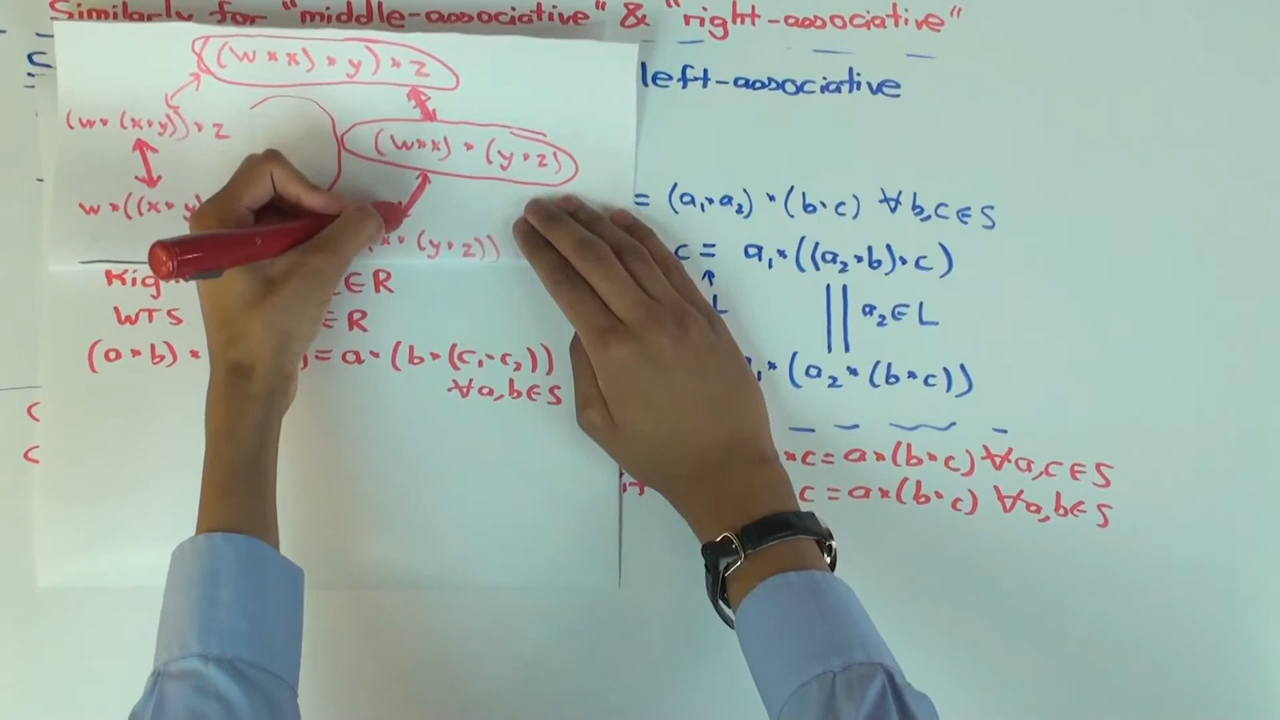 Similarly for "middle-associative" & "right-associative"
left-associative
((w * x) * y) * z
(w * (x * y)) * z
(w * x) * (y * z)
w * ((x * y
x * (y * z))
= (a₁ * a₂) * (b * c) ∀b,c ∈ S
c = a₁ * ((a₂ * b) * c)
a₂ ∈ L
* (a₂ * (b * c))
∈ R
WTS ∈ R
(a * b) * = a * (b * (c₁ * c₂))
∀a,b ∈ S
* c = a * (b * c) ∀a,c ∈ S
c = a * (b * c) ∀a,b ∈ S